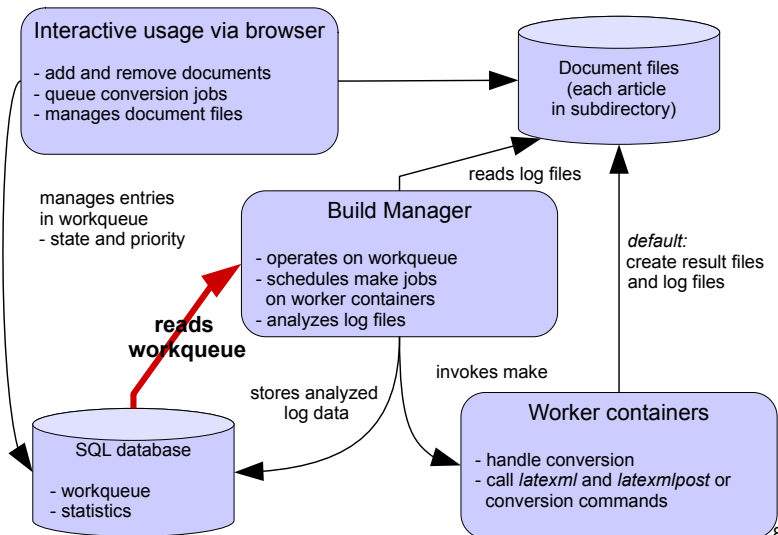 Interactive usage via browser
- add and remove documents
- queue conversion jobs
- manages document files
Document files
(each article
in subdirectory)
manages entries
in workqueue
- state and priority
reads log files
Build Manager
- operates on workqueue
- schedules make jobs
on worker containers
- analyzes log files
default:
create result files
and log files
reads
workqueue
stores analyzed
log data
invokes make
SQL database
- workqueue
- statistics
Worker containers
- handle conversion
- call latexml and latexmlpost or
conversion commands